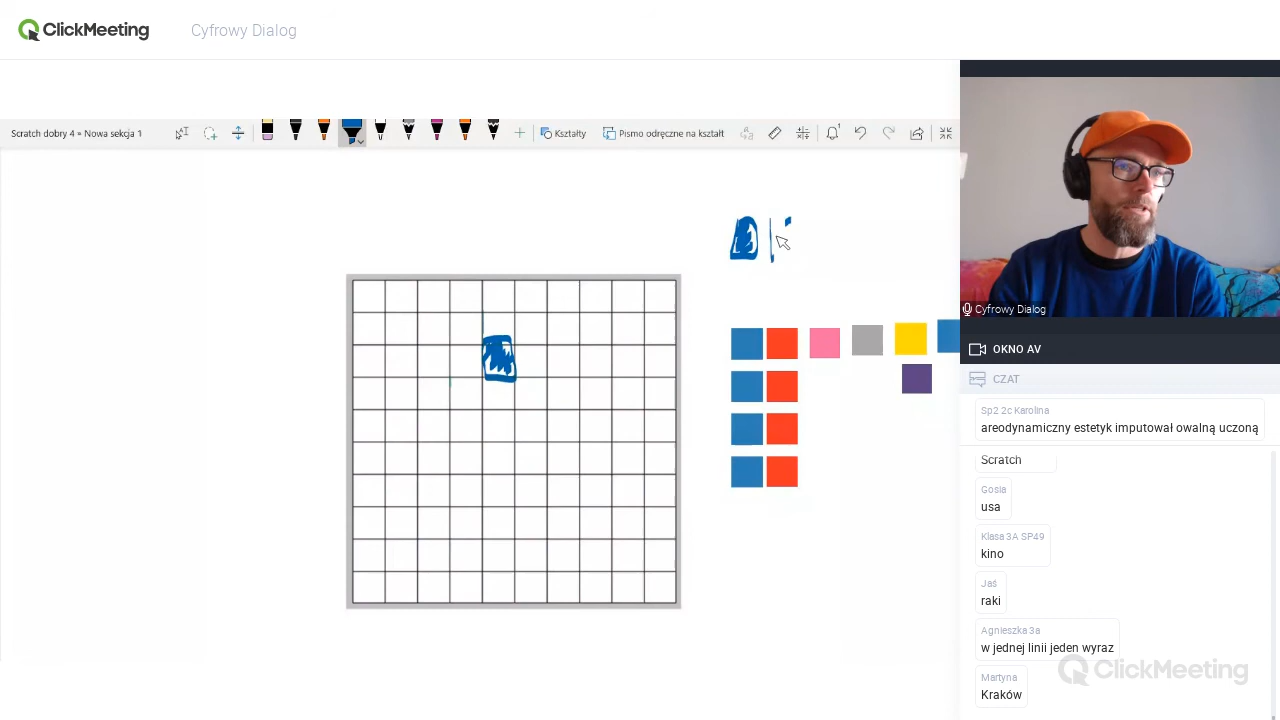 ClickMeeting
Cyfrowy Dialog
Scratch dobry 4 » Nowa sekcja 1
Kształty
Pismo odręczne na kształt
Cyfrowy Dialog
OKNO AV
CZAT
Sp2 2c Karolina
areodynamiczny estetyk imputował owalną uczoną
Scratch
Gosia
usa
Klasa 3A SP49
kino
Jaś
raki
Agnieszka 3a
w jednej linii jeden wyraz
ClickMeeting
Martyna
Kraków